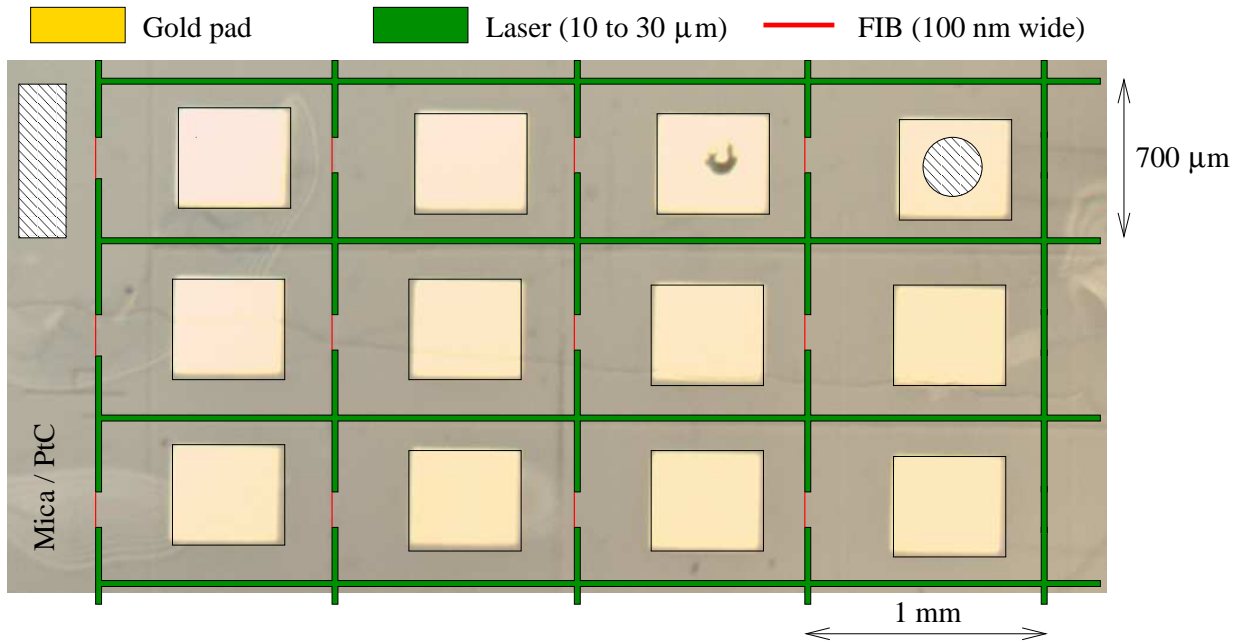 Gold pad
Laser (10 to 30 μm)
FIB (100 nm wide)
700 μm
Mica / PtC
1 mm